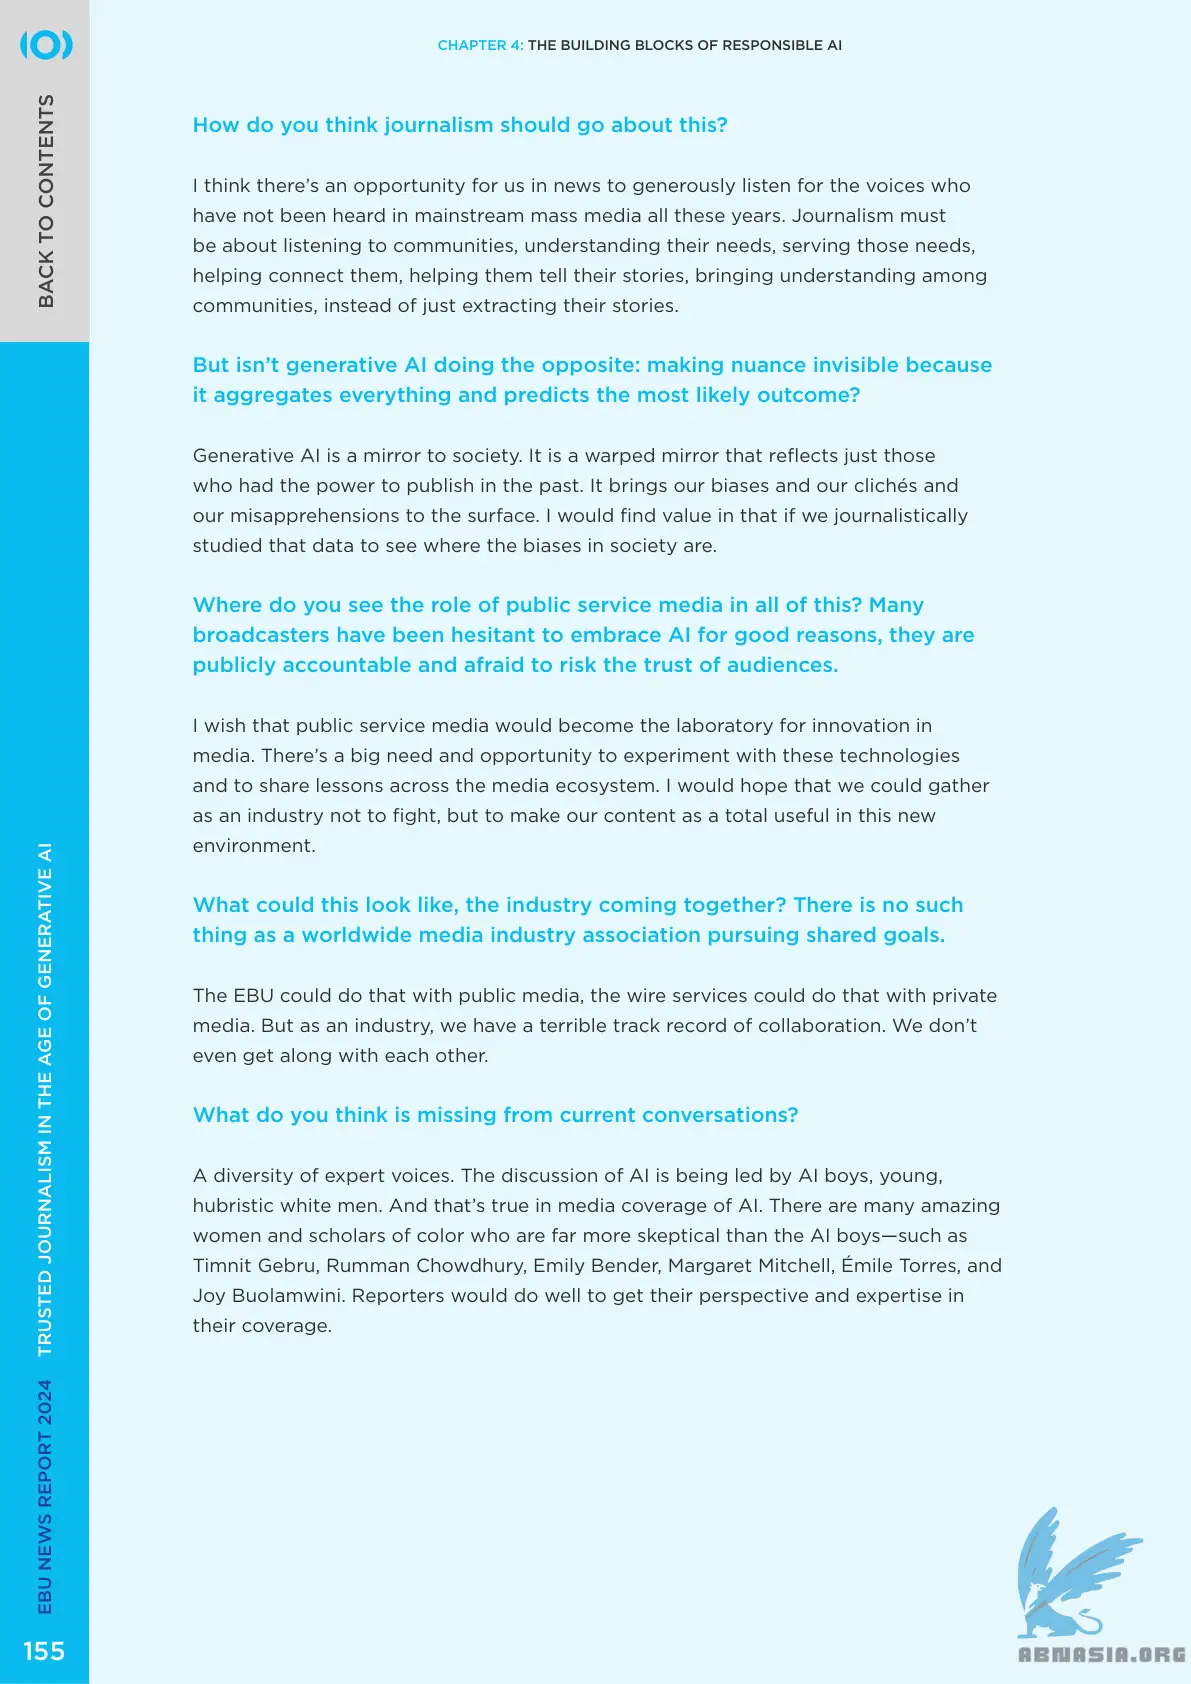 CHAPTER 4: THE BUILDING BLOCKS OF RESPONSIBLE AI
BACK TO CONTENTS
How do you think journalism should go about this?
I think there’s an opportunity for us in news to generously listen for the voices who
have not been heard in mainstream mass media all these years. Journalism must
be about listening to communities, understanding their needs, serving those needs,
helping connect them, helping them tell their stories, bringing understanding among
communities, instead of just extracting their stories.
But isn’t generative AI doing the opposite: making nuance invisible because
it aggregates everything and predicts the most likely outcome?
Generative AI is a mirror to society. It is a warped mirror that reflects just those
who had the power to publish in the past. It brings our biases and our clichés and
our misapprehensions to the surface. I would find value in that if we journalistically
studied that data to see where the biases in society are.
Where do you see the role of public service media in all of this? Many
broadcasters have been hesitant to embrace AI for good reasons, they are
publicly accountable and afraid to risk the trust of audiences.
I wish that public service media would become the laboratory for innovation in
media. There’s a big need and opportunity to experiment with these technologies
and to share lessons across the media ecosystem. I would hope that we could gather
as an industry not to fight, but to make our content as a total useful in this new
environment.
What could this look like, the industry coming together? There is no such
thing as a worldwide media industry association pursuing shared goals.
The EBU could do that with public media, the wire services could do that with private
media. But as an industry, we have a terrible track record of collaboration. We don’t
even get along with each other.
What do you think is missing from current conversations?
A diversity of expert voices. The discussion of AI is being led by AI boys, young,
hubristic white men. And that’s true in media coverage of AI. There are many amazing
women and scholars of color who are far more skeptical than the AI boys—such as
Timnit Gebru, Rumman Chowdhury, Emily Bender, Margaret Mitchell, Émile Torres, and
Joy Buolamwini. Reporters would do well to get their perspective and expertise in
their coverage.
EBU NEWS REPORT 2024 TRUSTED JOURNALISM IN THE AGE OF GENERATIVE AI
155
ABNASIA.ORG